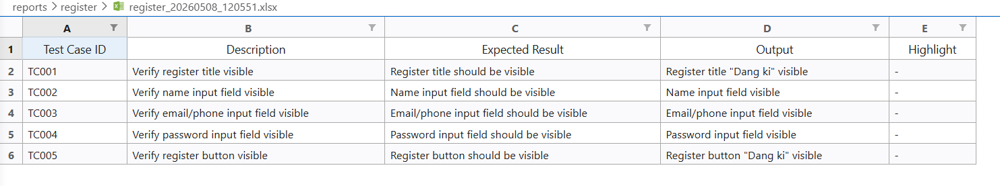 reports > register > register_20260508_120551.xlsx
A B C D E
1 Test Case ID Description Expected Result Output Highlight
2 TC001 Verify register title visible Register title should be visible Register title "Dang ki" visible -
3 TC002 Verify name input field visible Name input field should be visible Name input field visible -
4 TC003 Verify email/phone input field visible Email/phone input field should be visible Email/phone input field visible -
5 TC004 Verify password input field visible Password input field should be visible Password input field visible -
6 TC005 Verify register button visible Register button should be visible Register button "Dang ki" visible -